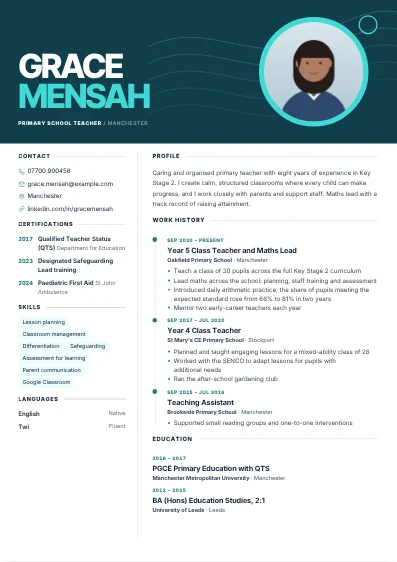 GRACE
MENSAH
PRIMARY SCHOOL TEACHER / MANCHESTER
CONTACT
07700 900456
grace.mensah@example.com
Manchester
linkedin.com/in/gracemensah
CERTIFICATIONS
2017 Qualified Teacher Status
(QTS) Department for Education
2023 Designated Safeguarding
Lead training
2024 Paediatric First Aid St John
Ambulance
SKILLS
Lesson planning
Classroom management
Differentiation Safeguarding
Assessment for learning
Parent communication
Google Classroom
LANGUAGES
English Native
Twi Fluent
PROFILE
Caring and organised primary teacher with eight years of experience in Key
Stage 2. I create calm, structured classrooms where every child can make
progress, and I work closely with parents and support staff. Maths lead with a
track record of raising attainment.
WORK HISTORY
SEP 2020 – PRESENT
Year 5 Class Teacher and Maths Lead
Oakfield Primary School · Manchester
• Teach a class of 30 pupils across the full Key Stage 2 curriculum
• Lead maths across the school: planning, staff training and assessment
• Introduced daily arithmetic practice; the share of pupils meeting the
expected standard rose from 68% to 81% in two years
• Mentor two early-career teachers each year
SEP 2017 – JUL 2020
Year 4 Class Teacher
St Mary's CE Primary School · Stockport
• Planned and taught engaging lessons for a mixed-ability class of 28
• Worked with the SENCO to adapt lessons for pupils with
additional needs
• Ran the after-school gardening club
SEP 2015 – JUL 2016
Teaching Assistant
Brookside Primary School · Manchester
• Supported small reading groups and one-to-one interventions
EDUCATION
2016 – 2017
PGCE Primary Education with QTS
Manchester Metropolitan University · Manchester
2012 – 2015
BA (Hons) Education Studies, 2:1
University of Leeds · Leeds